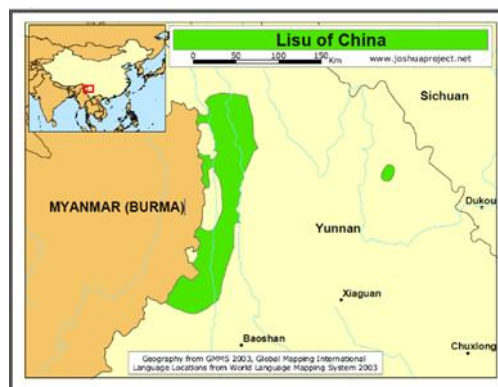 Lisu of China
0 50 100 150
Km
www.joshuaproject.net
Sichuan
MYANMAR (BURMA)
Dukou
Yunnan
Xiaguan
Baoshan
Chuxiong
Geography from GMMS 2003, Global Mapping International
Language Locations from World Language Mapping System 2003